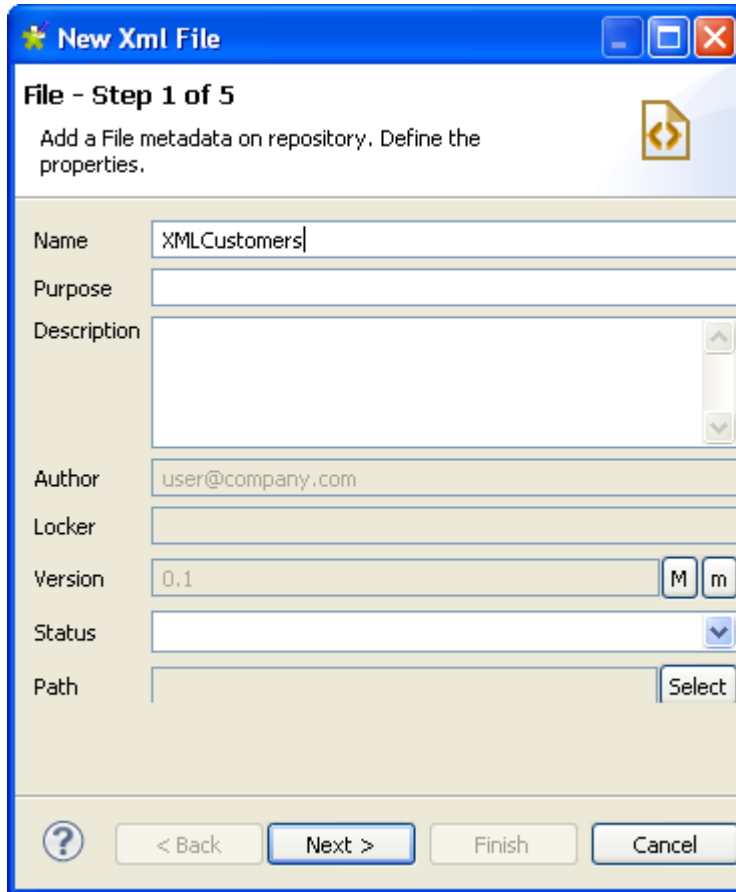 New Xml File
File - Step 1 of 5
Add a File metadata on repository. Define the
properties.
Name XMLCustomers
Purpose
Description
Author user@company.com
Locker
Version 0.1 M m
Status
Path Select
? < Back Next > Finish Cancel